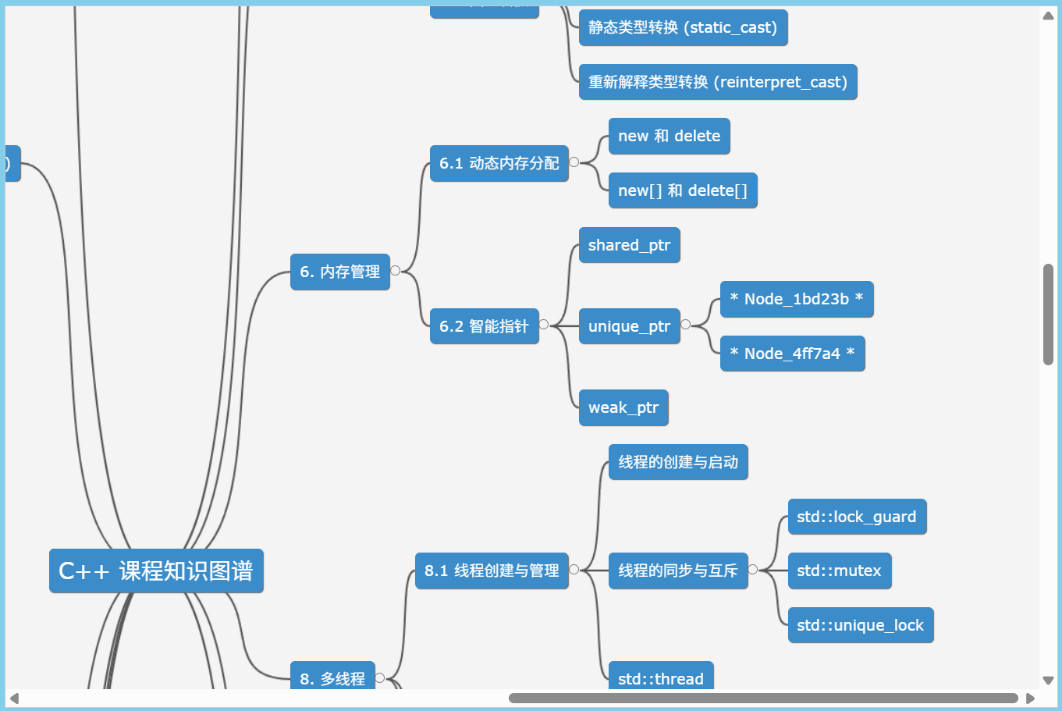 静态类型转换 (static_cast)
重新解释类型转换 (reinterpret_cast)
)
6. 内存管理
6.1 动态内存分配
new 和 delete
new[] 和 delete[]
6.2 智能指针
shared_ptr
unique_ptr
* Node_1bd23b *
* Node_4ff7a4 *
weak_ptr
C++ 课程知识图谱
8. 多线程
8.1 线程创建与管理
线程的创建与启动
线程的同步与互斥
std::lock_guard
std::mutex
std::unique_lock
std::thread